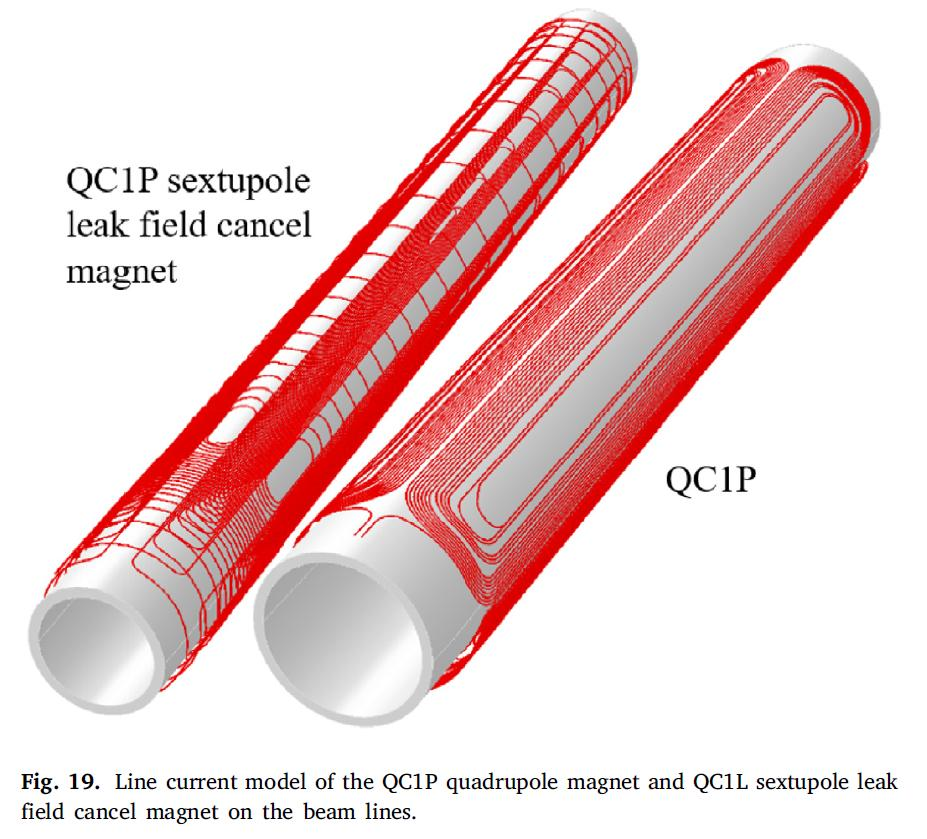 QC1P sextupole
leak field cancel
magnet
QC1P
Fig. 19. Line current model of the QC1P quadrupole magnet and QC1L sextupole leak
field cancel magnet on the beam lines.